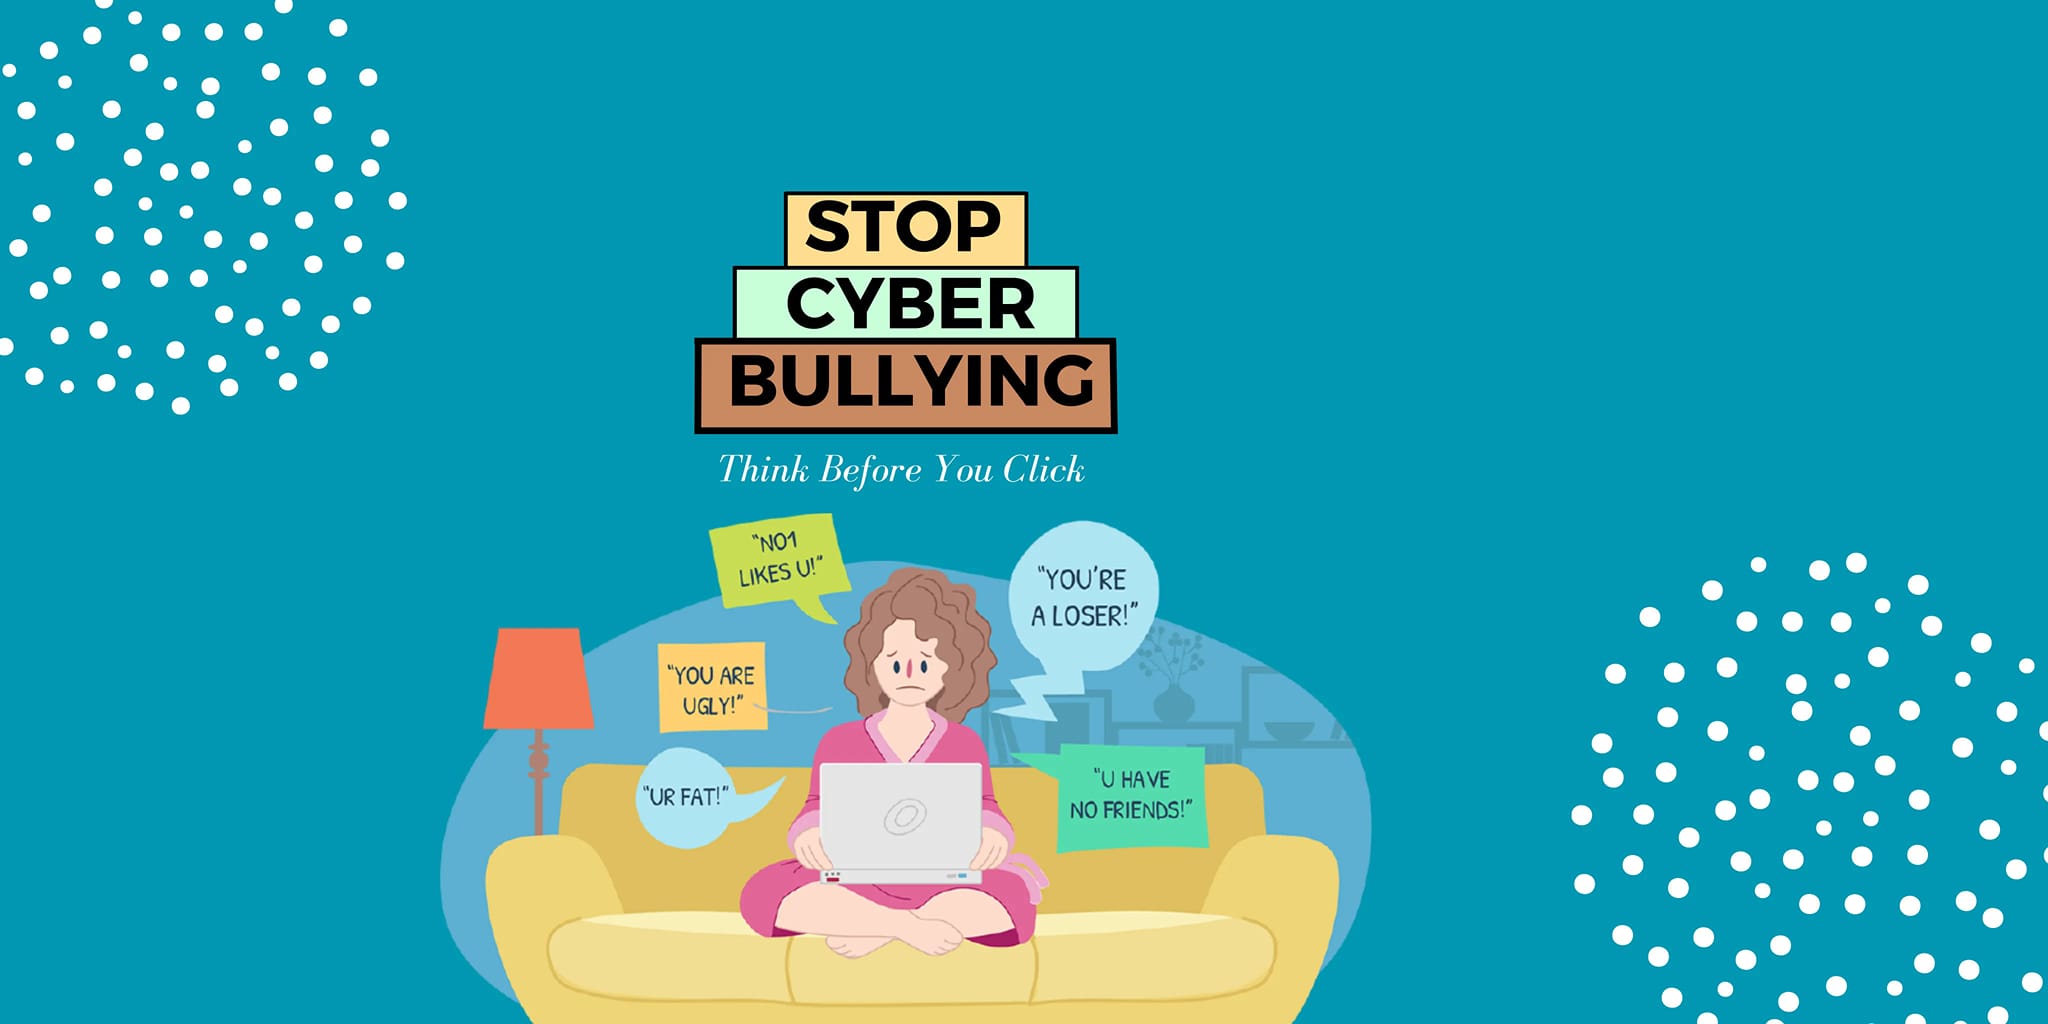 STOP
CYBER
BULLYING
Think Before You Click
"NO1
LIKES U!"
"YOU'RE
A LOSER!"
"YOU ARE
UGLY!"
"UR FAT!"
"U HAVE
NO FRIENDS!"